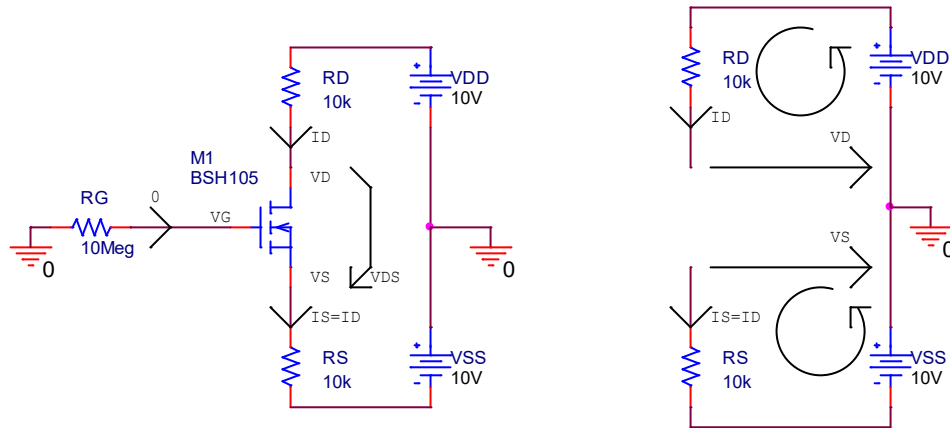 RD
10k
+
-
VDD
10V
ID
M1
BSH105
VD
RG
10Meg
0
0
VG
VS
VDS
0
IS=ID
RS
10k
+
-
VSS
10V
RD
10k
+
-
VDD
10V
ID
VD
VS
0
IS=ID
RS
10k
+
-
VSS
10V